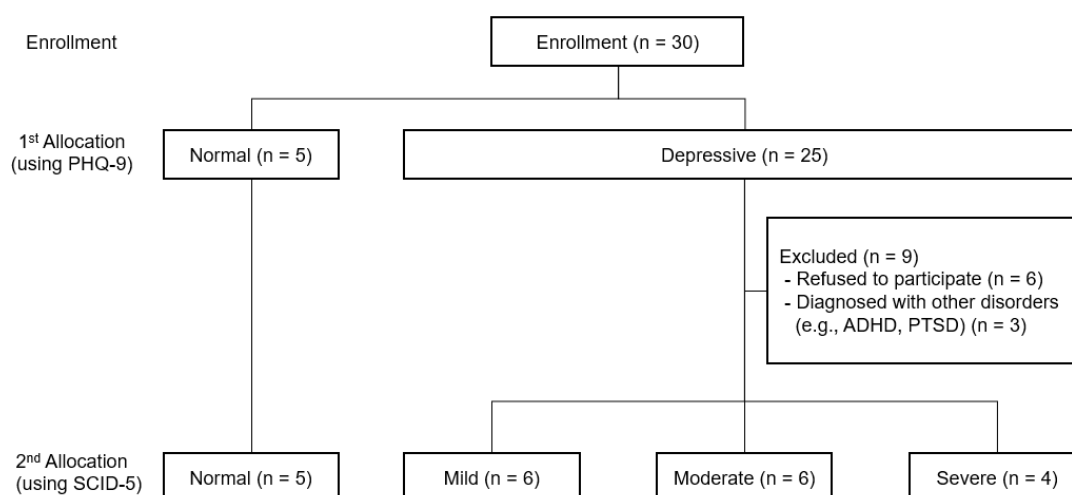 Enrollment
Enrollment (n = 30)
1st Allocation
(using PHQ-9)
Normal (n = 5)
Depressive (n = 25)
Excluded (n = 9)
- Refused to participate (n = 6)
- Diagnosed with other disorders
(e.g., ADHD, PTSD) (n = 3)
2nd Allocation
(using SCID-5)
Normal (n = 5)
Mild (n = 6)
Moderate (n = 6)
Severe (n = 4)